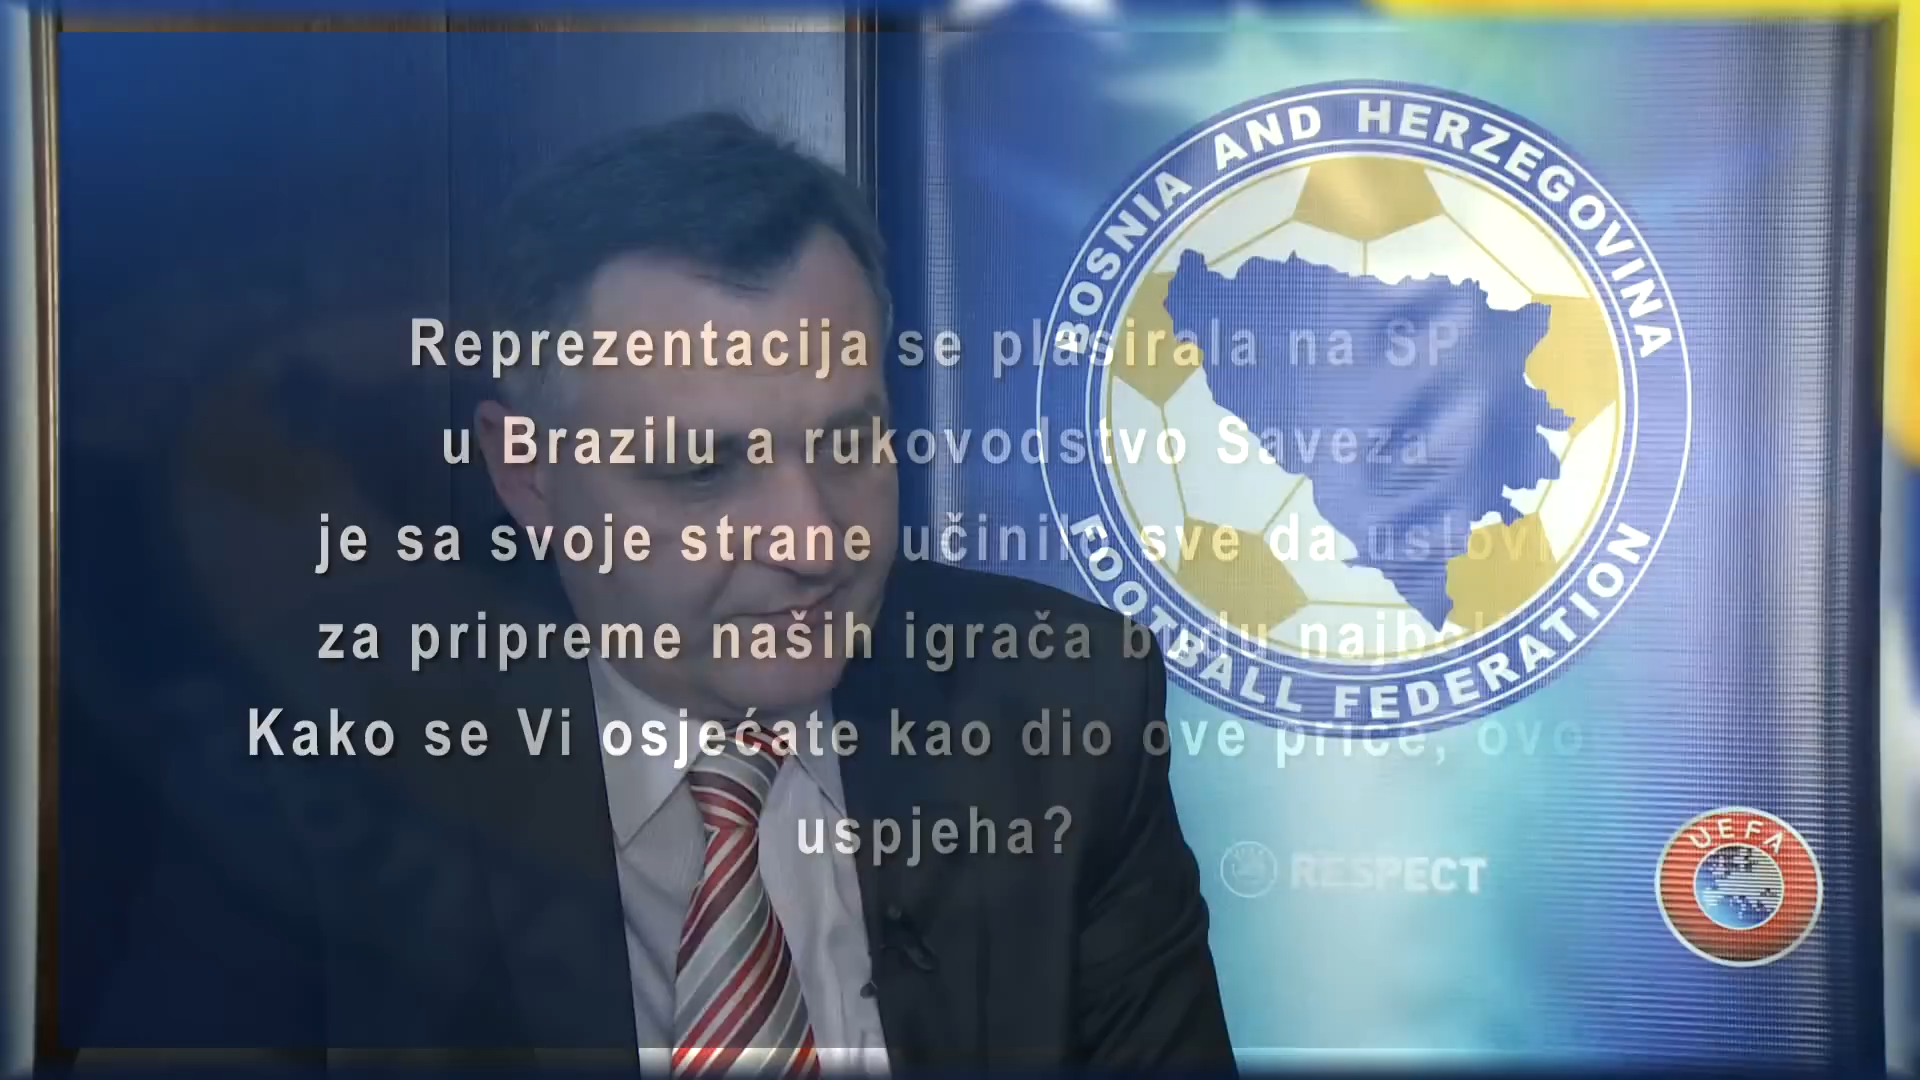 BOSNIA AND HERZEGOVINA
FOOTBALL FEDERATION
Reprezentacija se plasirala na SP
u Brazilu a rukovodstvo Saveza
je sa svoje strane učinilo sve da uslovi
za pripreme naših igrača budu
Kako se Vi osjećate kao dio ove priče, ovo
uspjeha?
RESPECT
UEFA